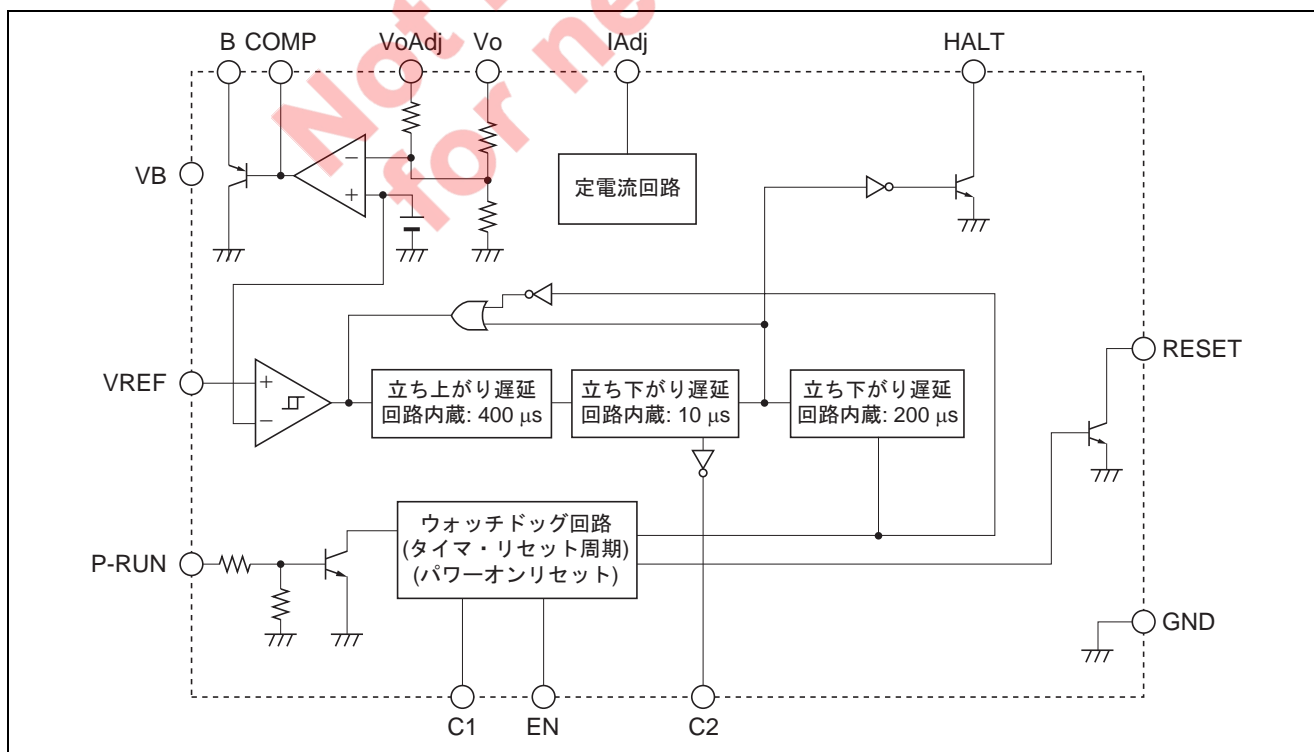 Not
for ne
B COMP VoAdj Vo IAdj HALT
VB
定電流回路
VREF
RESET
立ち上がり遅延
回路内蔵: 400 μs
立ち下がり遅延
回路内蔵: 10 μs
立ち下がり遅延
回路内蔵: 200 μs
P-RUN
ウォッチドッグ回路
(タイマ・リセット周期)
(パワーオンリセット)
GND
C1 EN C2